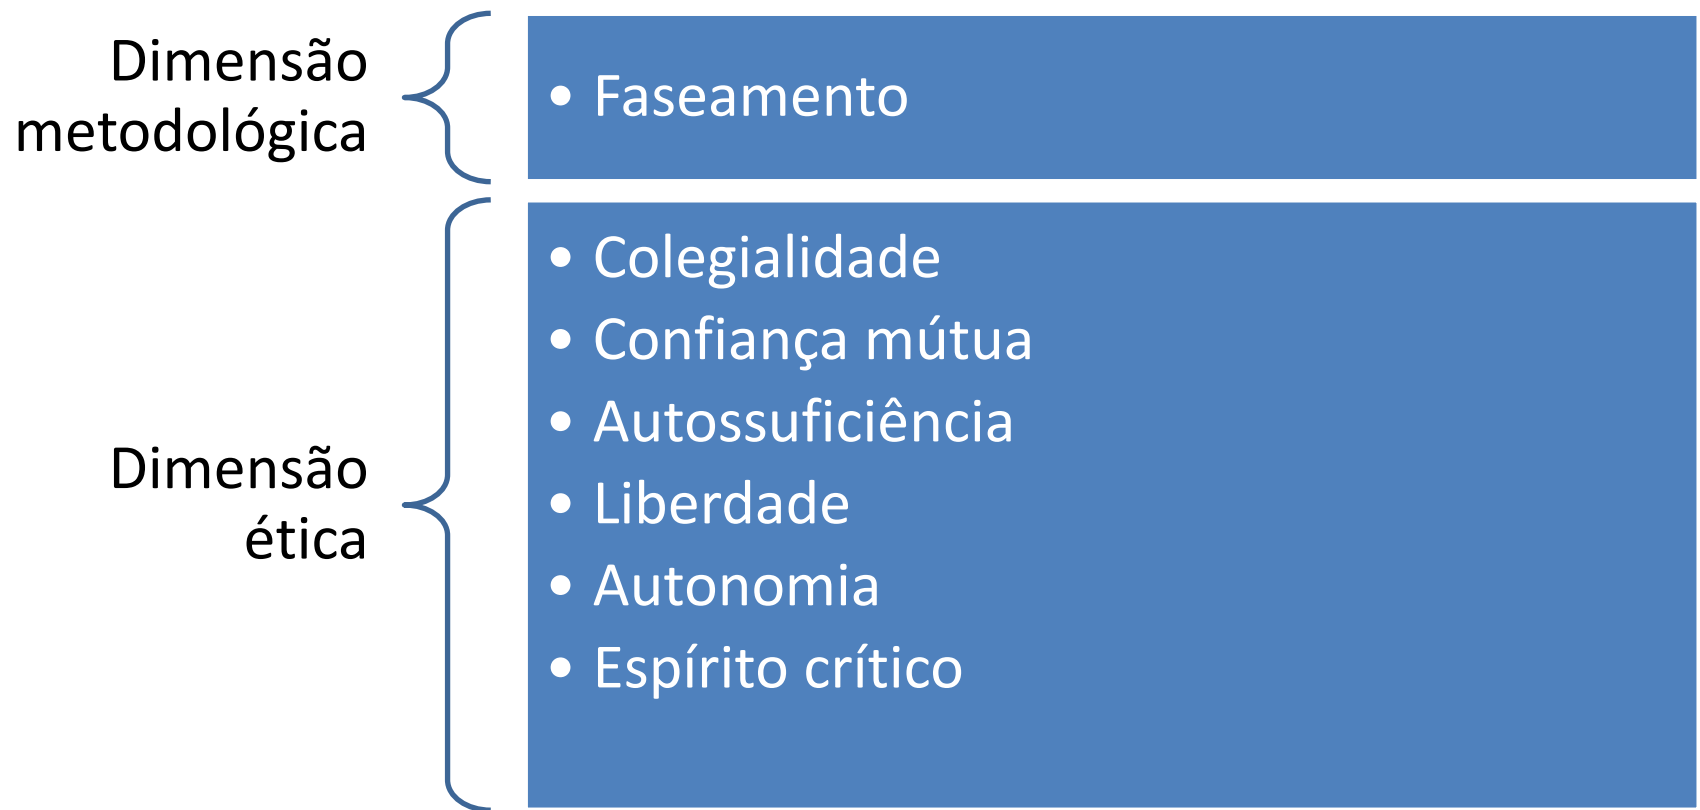 Dimensão
metodológica
• Faseamento
Dimensão
ética
• Colegialidade
• Confiança mútua
• Autossuficiência
• Liberdade
• Autonomia
• Espírito crítico